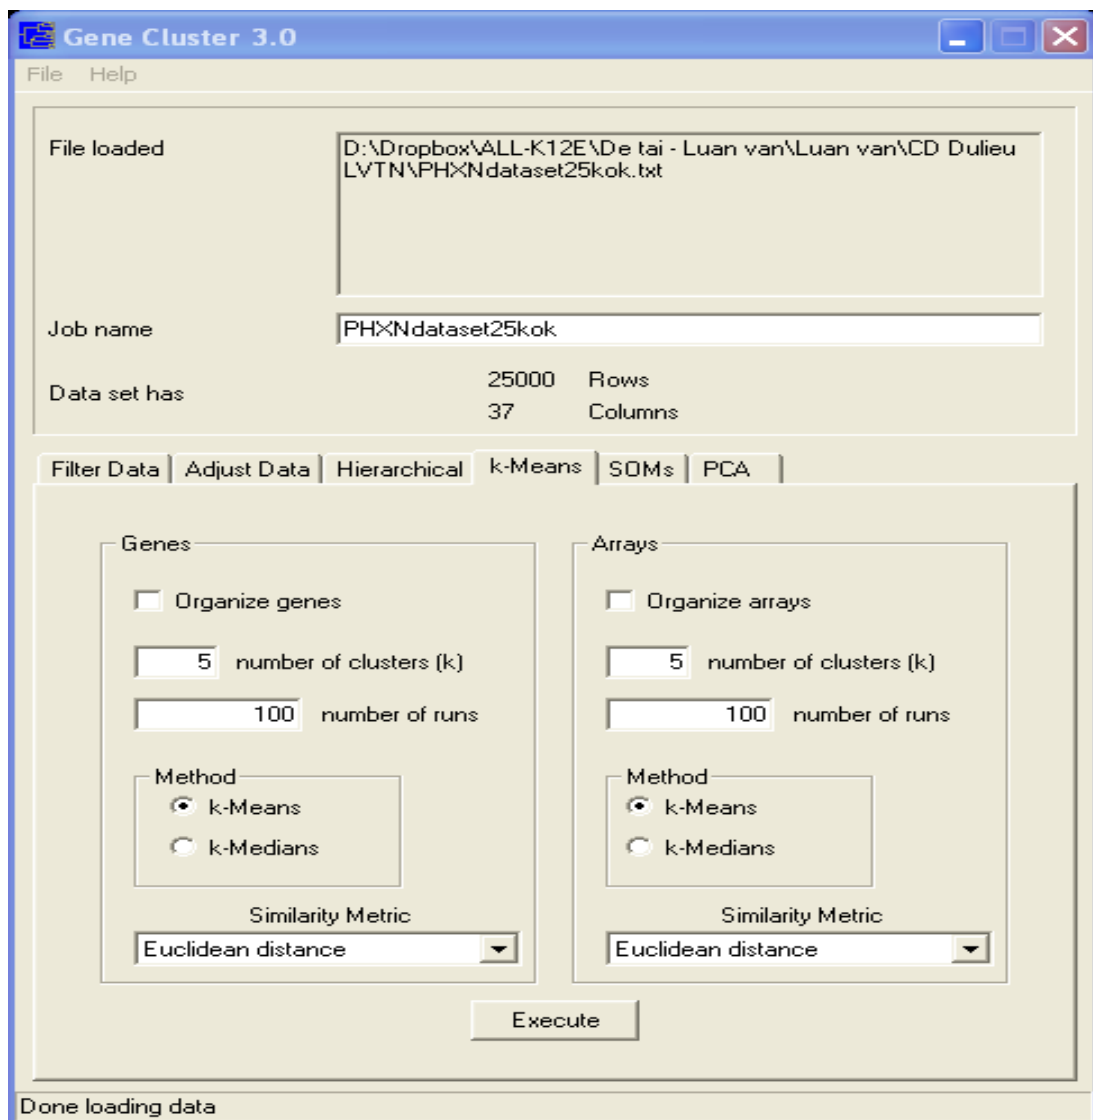 Gene Cluster 3.0
File Help
File loaded
D:\Dropbox\ALL-K12E\De tai - Luan van\Luan van\CD Dulieu
LVTN\PHXNdataset25kok.txt
Job name
PHXNdataset25kok
Data set has
25000 Rows
37 Columns
Filter Data Adjust Data Hierarchical k-Means SOMs PCA
Genes
Organize genes
5 number of clusters (k)
100 number of runs
Method
k-Means
k-Medians
Similarity Metric
Euclidean distance
Arrays
Organize arrays
5 number of clusters (k)
100 number of runs
Method
k-Means
k-Medians
Similarity Metric
Euclidean distance
Execute
Done loading data